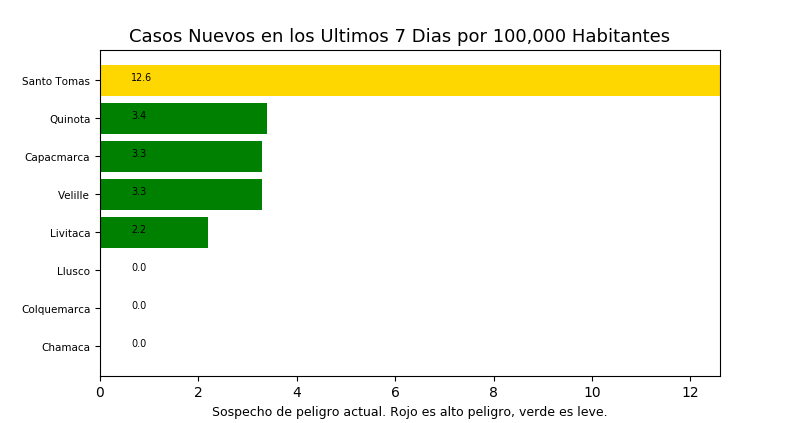 Casos Nuevos en los Ultimos 7 Dias por 100,000 Habitantes
Santo Tomas 12.6
Quinota 3.4
Capacmarca 3.3
Velille 3.3
Livitaca 2.2
Llusco 0.0
Colquemarca 0.0
Chamaca 0.0
0 2 4 6 8 10 12
Sospecho de peligro actual. Rojo es alto peligro, verde es leve.